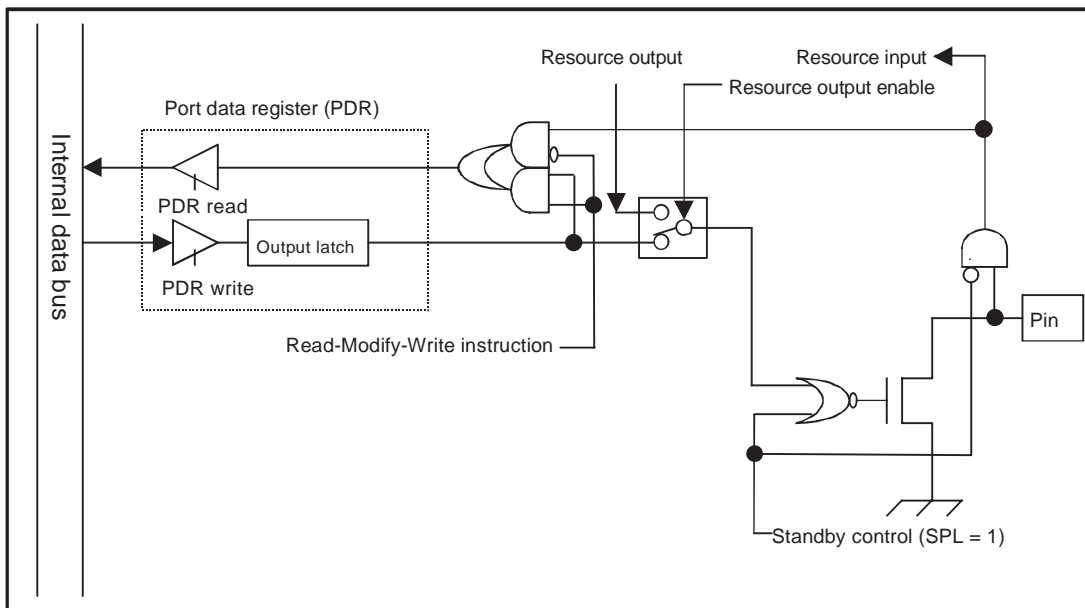 Resource output
Resource input
Resource output enable
Port data register (PDR)
Internal data bus
PDR read
Output latch
PDR write
Read-Modify-Write instruction
Pin
Standby control (SPL = 1)